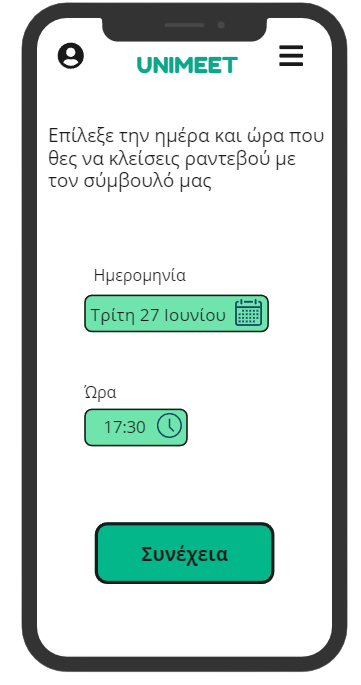 UNIMEET
Επίλεξε την ημέρα και ώρα που
θες να κλείσεις ραντεβού με
τον σύμβουλό μας
Ημερομηνία
Τρίτη 27 Ιουνίου
Ώρα
17:30
Συνέχεια